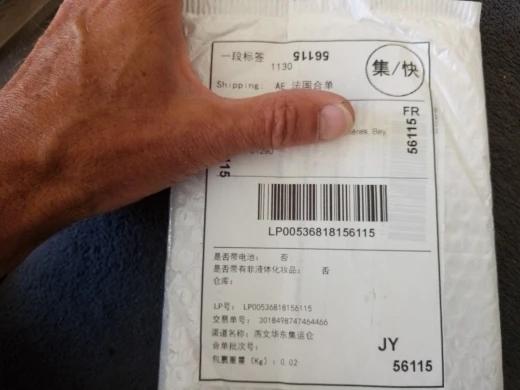 一段标签
56115
1130
集/快
Shipping: AE 法国合单
FR
56115
LP00536818156115
是否带电池: 否
是否带有非液体化妆品: 否
仓库:
LP号: LP00536818156115
交易单号: 3018498747464466
渠道名称: 燕文华东集运仓
合单批次号:
包裹重量 (Kg): 0.02
JY
56115